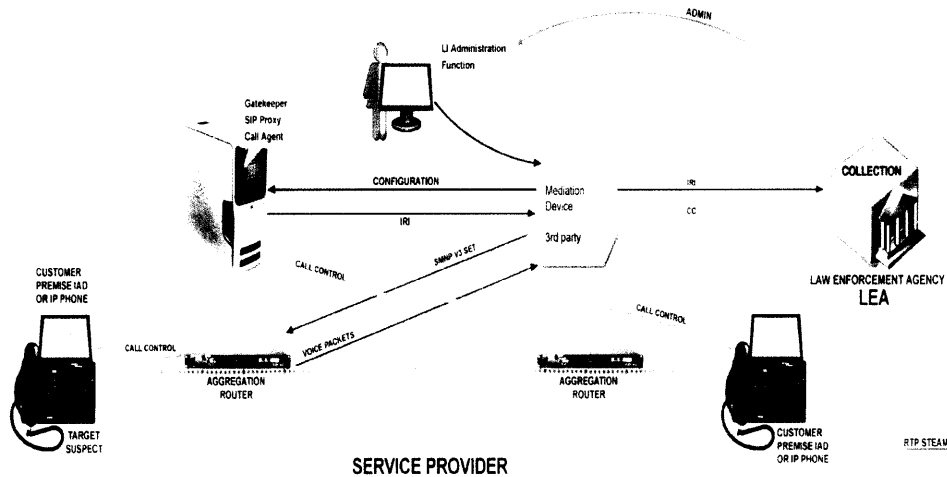 ADMIN
LI Administration
Function
Gatekeeper
SIP Proxy
Call Agent
CONFIGURATION
IRI
Mediation
Device
3rd party
IRI
CC
COLLECTION
LAW ENFORCEMENT AGENCY
LEA
CALL CONTROL
SMNP V3 SET
VOICE PACKETS
CUSTOMER
PREMISE IAD
OR IP PHONE
CALL CONTROL
TARGET
SUSPECT
AGGREGATION
ROUTER
CALL CONTROL
AGGREGATION
ROUTER
CUSTOMER
PREMISE IAD
OR IP PHONE
RTP STEAM
SERVICE PROVIDER